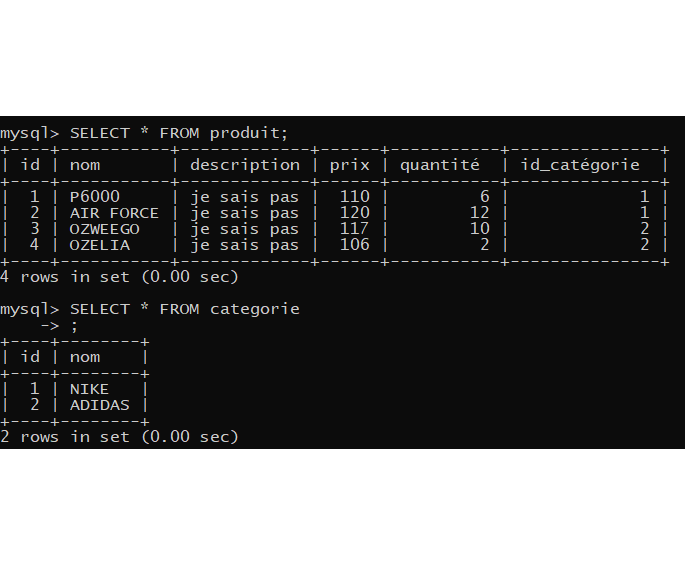 mysql> SELECT * FROM produit;
+----+-----------+-------------+------+-----------+---------------+
| id | nom       | description | prix | quantité  | id_catégorie  |
+----+-----------+-------------+------+-----------+---------------+
|  1 | P6000     | je sais pas |  110 |         6 |             1 |
|  2 | AIR FORCE | je sais pas |  120 |        12 |             1 |
|  3 | OZWEEGO   | je sais pas |  117 |        10 |             2 |
|  4 | OZELIA    | je sais pas |  106 |         2 |             2 |
+----+-----------+-------------+------+-----------+---------------+
4 rows in set (0.00 sec)
mysql> SELECT * FROM categorie
    -> ;
+----+--------+
| id | nom    |
+----+--------+
|  1 | NIKE   |
|  2 | ADIDAS |
+----+--------+
2 rows in set (0.00 sec)